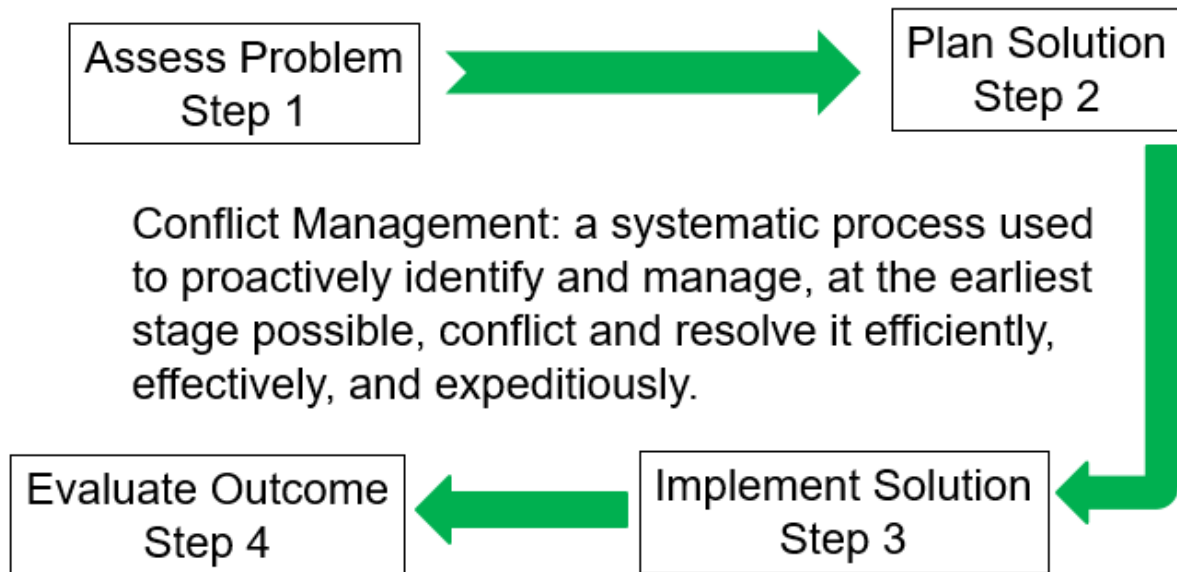 Assess Problem
Step 1
Plan Solution
Step 2
Conflict Management: a systematic process used
to proactively identify and manage, at the earliest
stage possible, conflict and resolve it efficiently,
effectively, and expeditiously.
Implement Solution
Step 3
Evaluate Outcome
Step 4